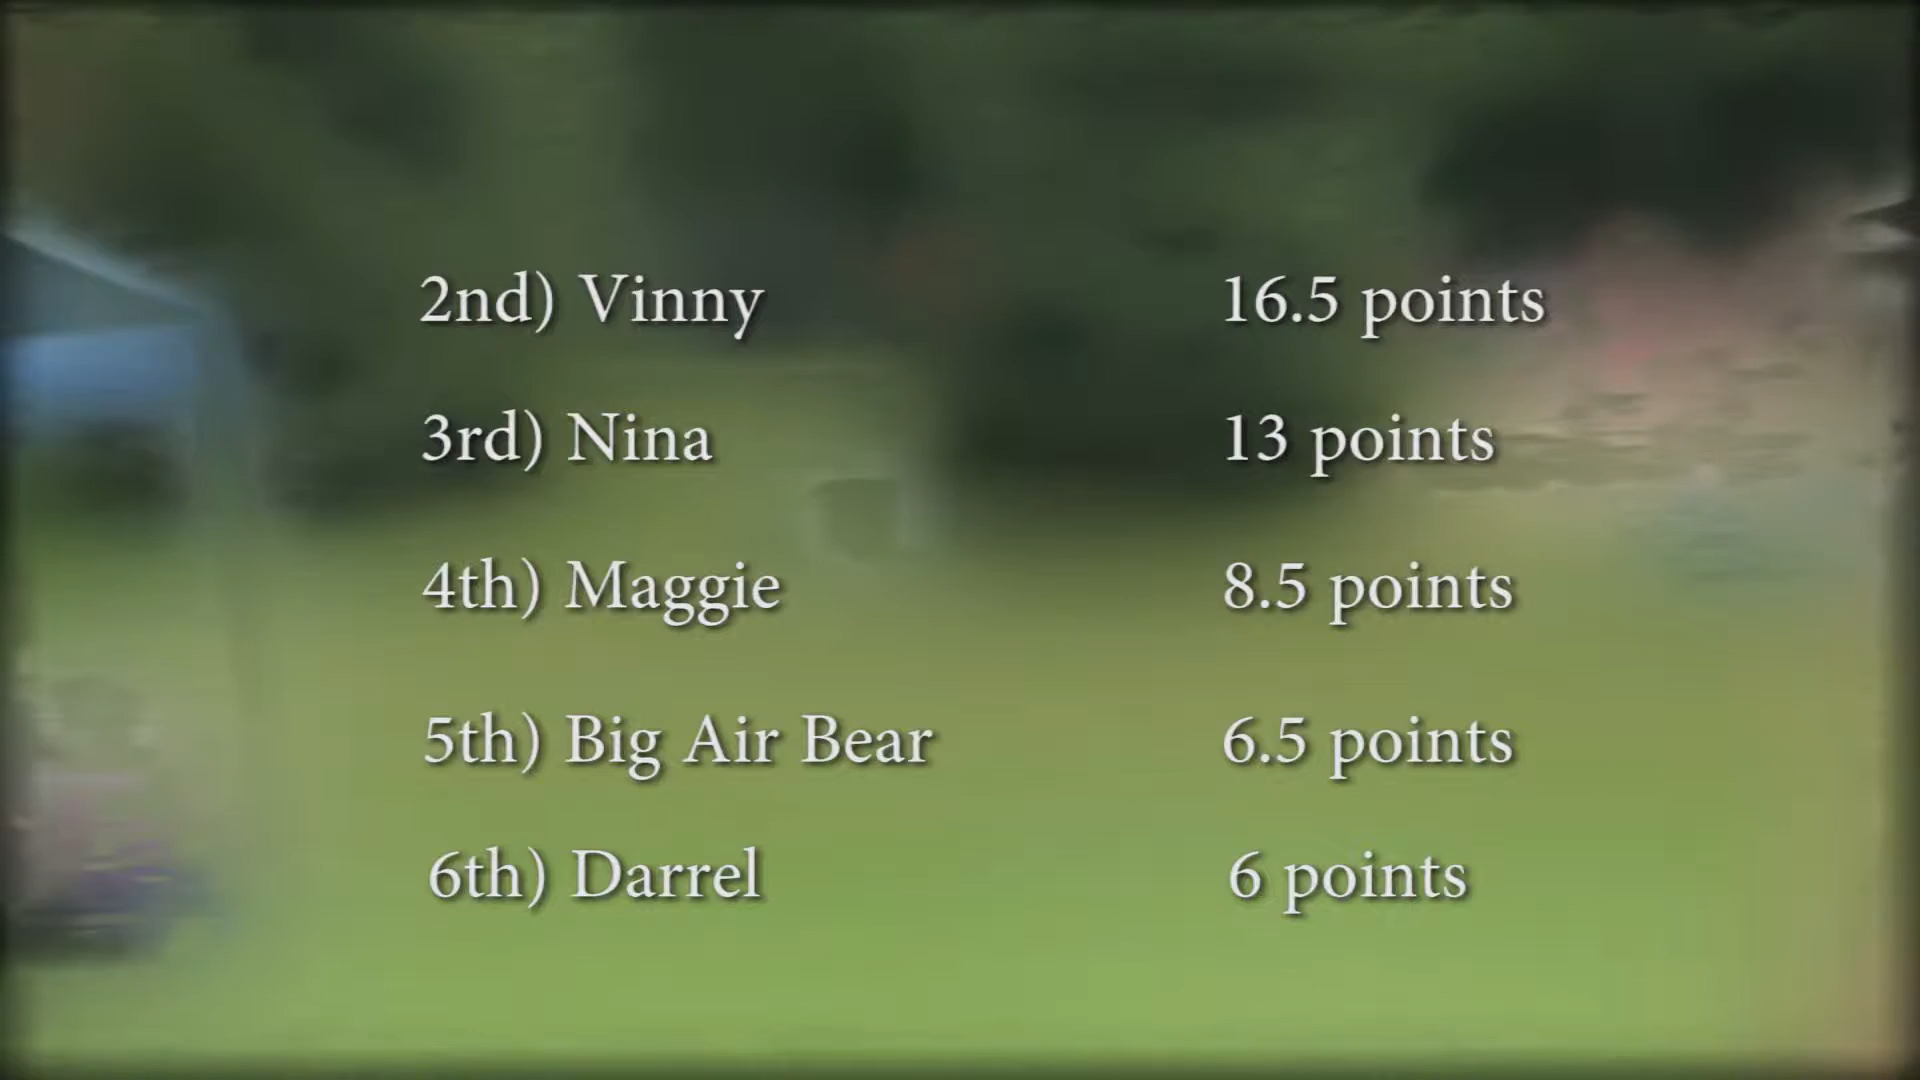 2nd) Vinny 16.5 points
3rd) Nina 13 points
4th) Maggie 8.5 points
5th) Big Air Bear 6.5 points
6th) Darrel 6 points